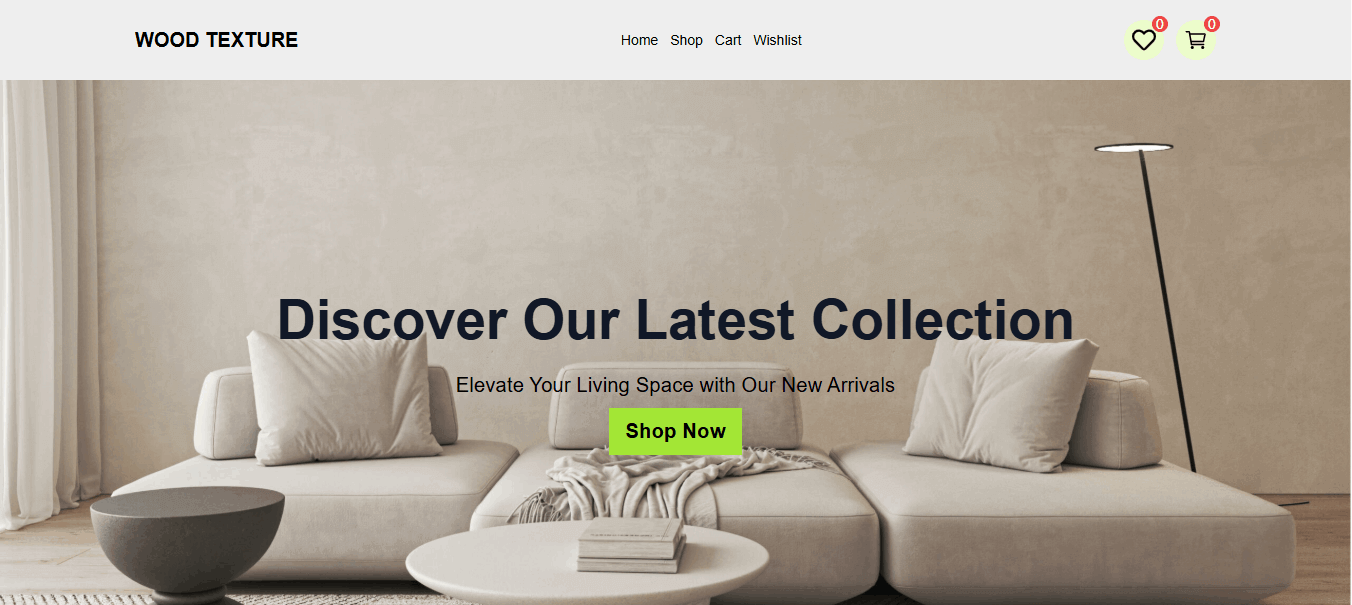 WOOD TEXTURE
Home Shop Cart Wishlist
0
0
Discover Our Latest Collection
Elevate Your Living Space with Our New Arrivals
Shop Now